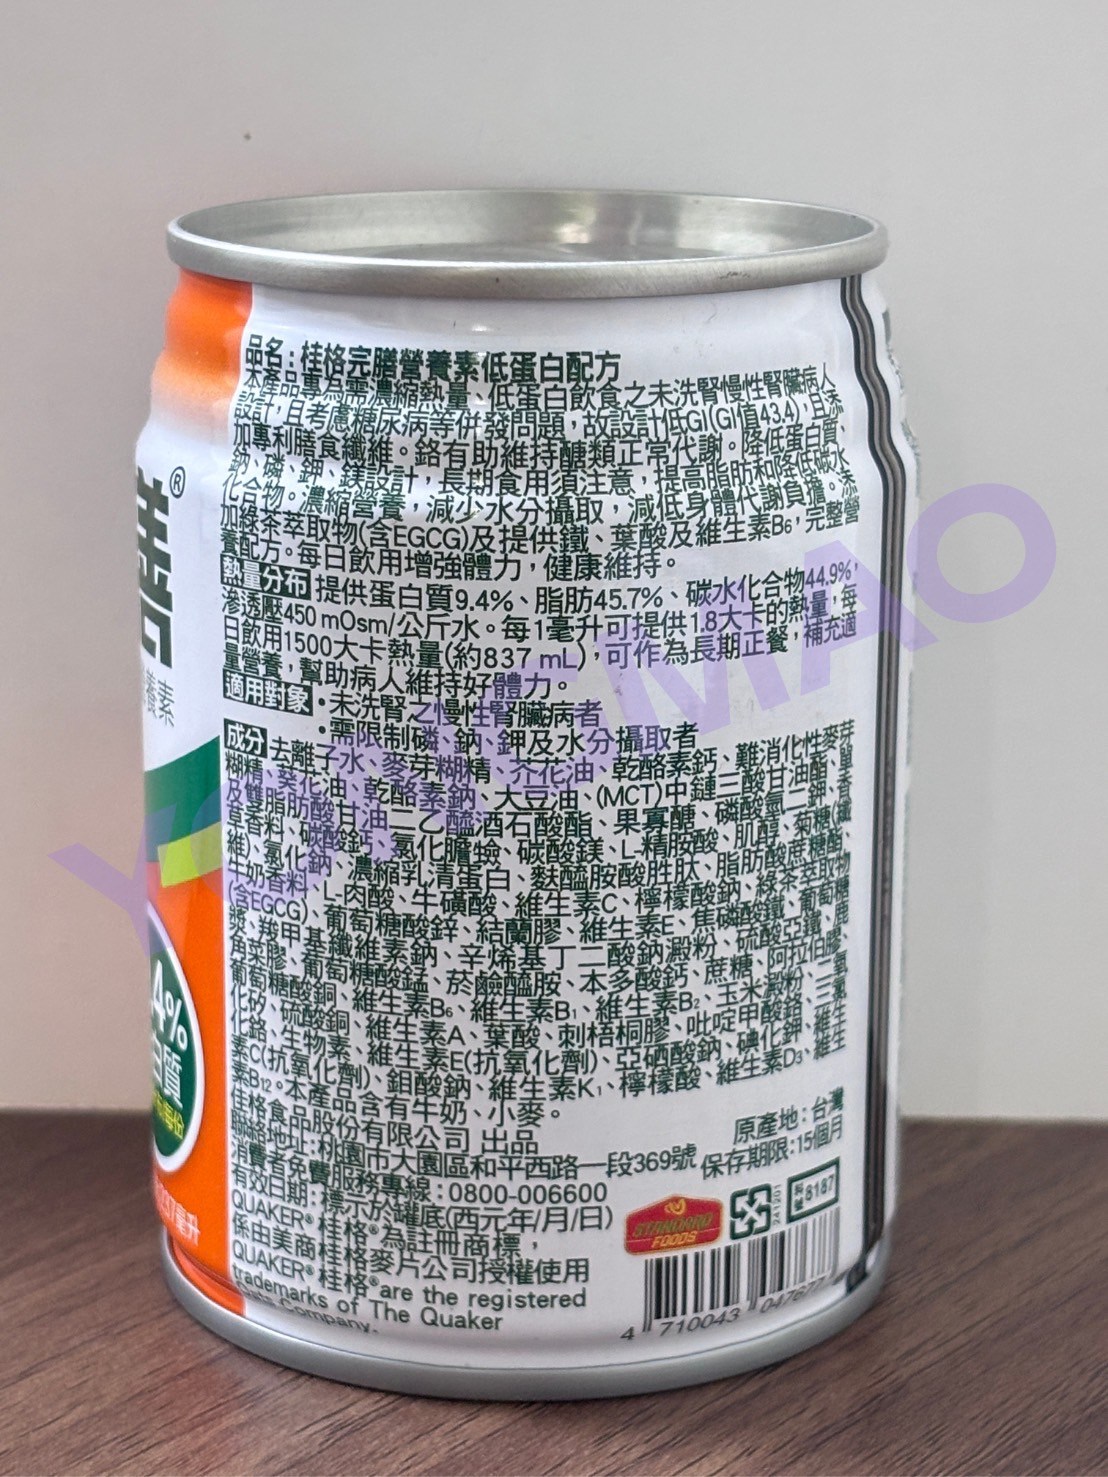 品名:桂格完膳營養素低蛋白配方
本產品專為需濃縮熱量、低蛋白飲食之未洗腎慢性腎臟病人
設計,且考慮糖尿病等併發問題,故設計低GI(GI值43.4),且添
加專利膳食纖維。鉻有助維持醣類正常代謝。降低蛋白質、
鈉、磷、鉀、鎂設計,長期食用須注意,提高脂肪和降低碳水
化合物。濃縮營養,減少水分攝取,減低身體代謝負擔。添
加綠茶萃取物(含EGCG)及提供鐵、葉酸及維生素B6,完整營
養配方。每日飲用增強體力,健康維持。
熱量分布 提供蛋白質9.4%、脂肪45.7%、碳水化合物44.9%,
滲透壓450 mOsm/公斤水。每1毫升可提供1.8大卡的熱量,每
日飲用1500大卡熱量(約837 mL),可作為長期正餐,補充適
量營養,幫助病人維持好體力。
適用對象 •未洗腎之慢性腎臟病者
•需限制磷、鈉、鉀及水分攝取者
成分 去離子水、麥芽糊精、芥花油、乾酪素鈣、難消化性麥芽
糊精、葵花油、乾酪素鈉、大豆油、(MCT)中鏈三酸甘油酯、單
及雙脂肪酸甘油二乙醯酒石酸酯、果寡醣、磷酸氫二鉀、香
草香料、碳酸鈣、氯化膽鹼、碳酸鎂、L-精胺酸、肌醇、菊糖(纖
維)、氯化鈉、濃縮乳清蛋白、麩醯胺酸胜肽、脂肪酸蔗糖酯、
牛奶香料、L-肉酸、牛磺酸、維生素C、檸檬酸鈉、綠茶萃取物
(含EGCG)、葡萄糖酸鋅、結蘭膠、維生素E、焦磷酸鐵、葡萄糖
漿、羧甲基纖維素鈉、辛烯基丁二酸鈉澱粉、硫酸亞鐵、鹿
角菜膠、葡萄糖酸錳、菸鹼醯胺、本多酸鈣、蔗糖、阿拉伯膠、
葡萄糖酸銅、維生素B6、維生素B1、維生素B2、玉米澱粉、二氧
化矽、硫酸銅、維生素A、葉酸、刺梧桐膠、吡啶甲酸鉻、三氯
化鉻、生物素、維生素E(抗氧化劑)、亞硒酸鈉、碘化鉀、維生
素C(抗氧化劑)、鉬酸鈉、維生素K1、檸檬酸、維生素D3、維生
素B12。本產品含有牛奶、小麥。
佳格食品股份有限公司 出品
聯絡地址:桃園市大園區和平西路一段369號
消費者免費服務專線:0800-006600
有效日期:標示於罐底(西元年/月/日)
QUAKER®桂格®為註冊商標,
係由美商桂格麥片公司授權使用
QUAKER®桂格®are the registered
trademarks of The Quaker
Oats Company.
原產地:台灣
保存期限:15個月
STANDARD
FOODS
241201
8187
4 710043 04767
®
養素
4%
白質
YONGMAO